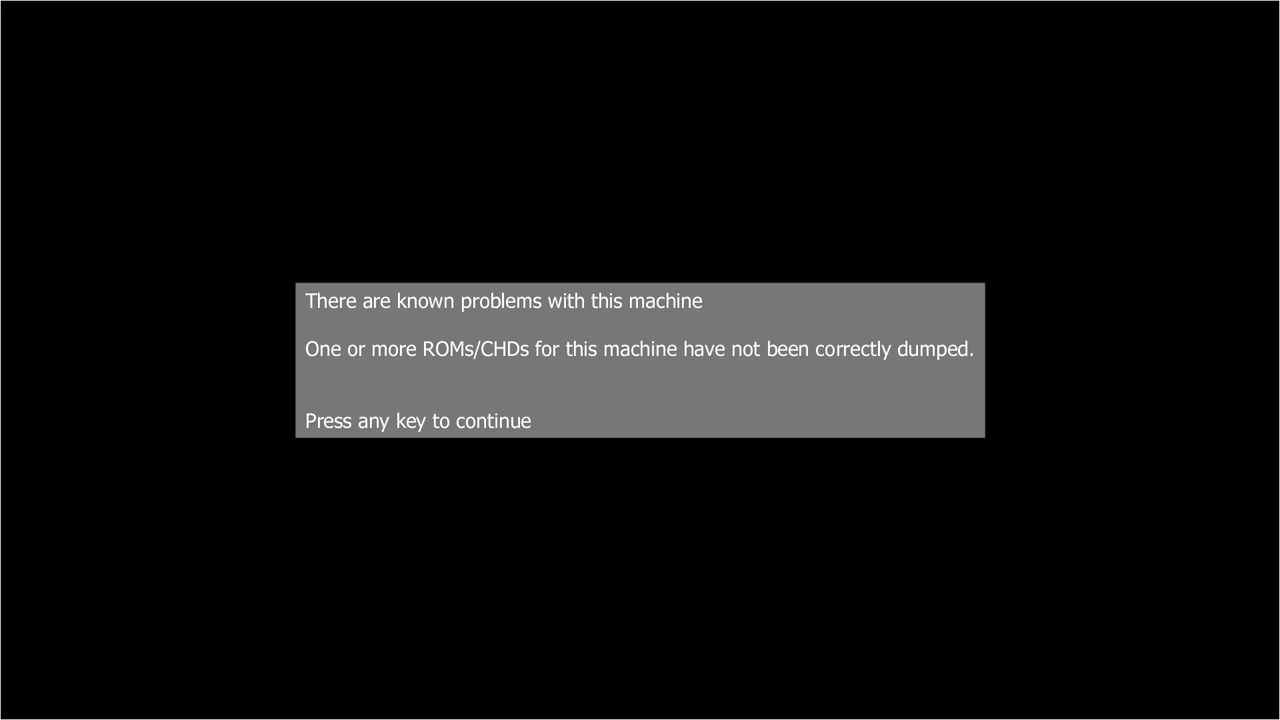 There are known problems with this machine
One or more ROMs/CHDs for this machine have not been correctly dumped.
Press any key to continue